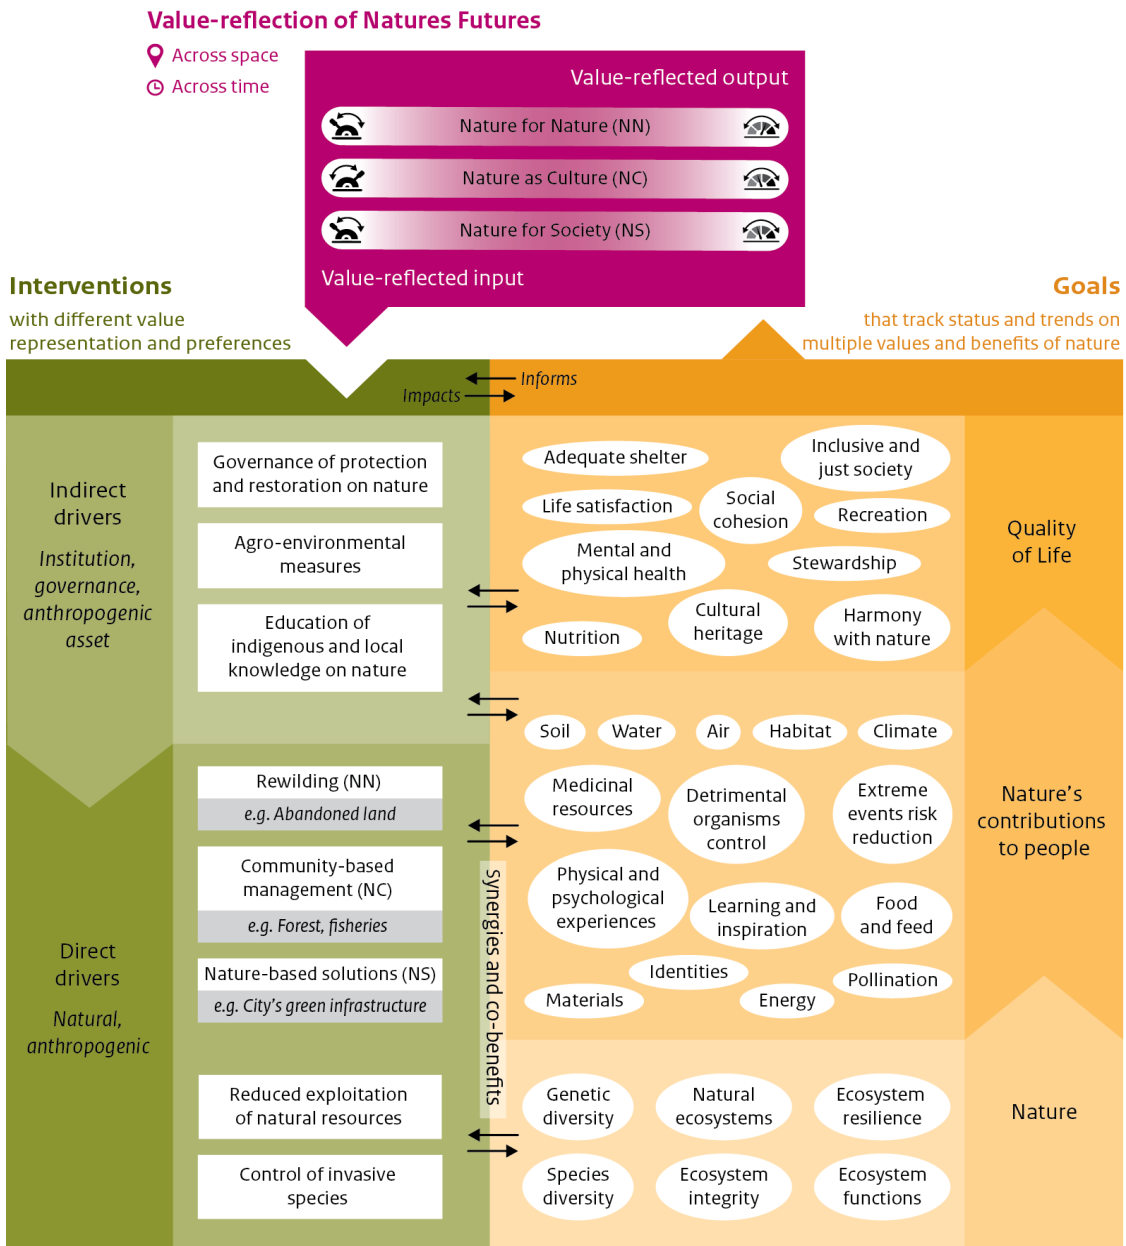 Value-reflection of Natures Futures
Across space
Across time
Value-reflected output
Nature for Nature (NN)
Nature as Culture (NC)
Nature for Society (NS)
Value-reflected input
Interventions
with different value
representation and preferences
Goals
that track status and trends on
multiple values and benefits of nature
Informs
Impacts
Indirect
drivers
Institution,
governance,
anthropogenic
asset
Governance of protection
and restoration on nature
Agro-environmental
measures
Education of
indigenous and local
knowledge on nature
Adequate shelter
Inclusive and
just society
Life satisfaction
Social
cohesion
Recreation
Mental and
physical health
Stewardship
Cultural
heritage
Harmony
with nature
Nutrition
Quality
of Life
Direct
drivers
Natural,
anthropogenic
Rewilding (NN)
e.g. Abandoned land
Community-based
management (NC)
e.g. Forest, fisheries
Nature-based solutions (NS)
e.g. City's green infrastructure
Reduced exploitation
of natural resources
Control of invasive
species
Synergies and co-benefits
Soil
Water
Air
Habitat
Climate
Medicinal
resources
Detrimental
organisms
control
Extreme
events risk
reduction
Physical and
psychological
experiences
Learning and
inspiration
Food
and feed
Identities
Pollination
Materials
Energy
Nature's
contributions
to people
Genetic
diversity
Natural
ecosystems
Ecosystem
resilience
Species
diversity
Ecosystem
integrity
Ecosystem
functions
Nature